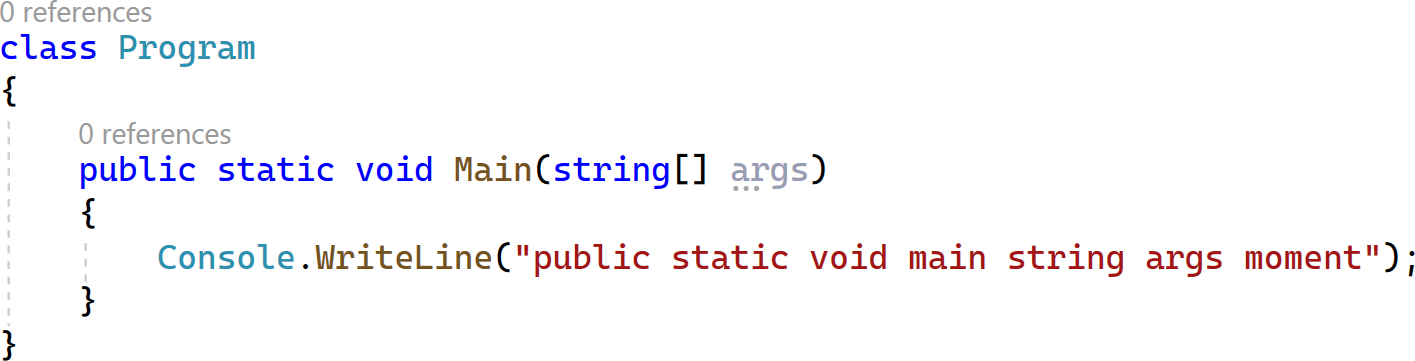 0 references
class Program
{
0 references
public static void Main(string[] args)
{
Console.WriteLine("public static void main string args moment");
}
}